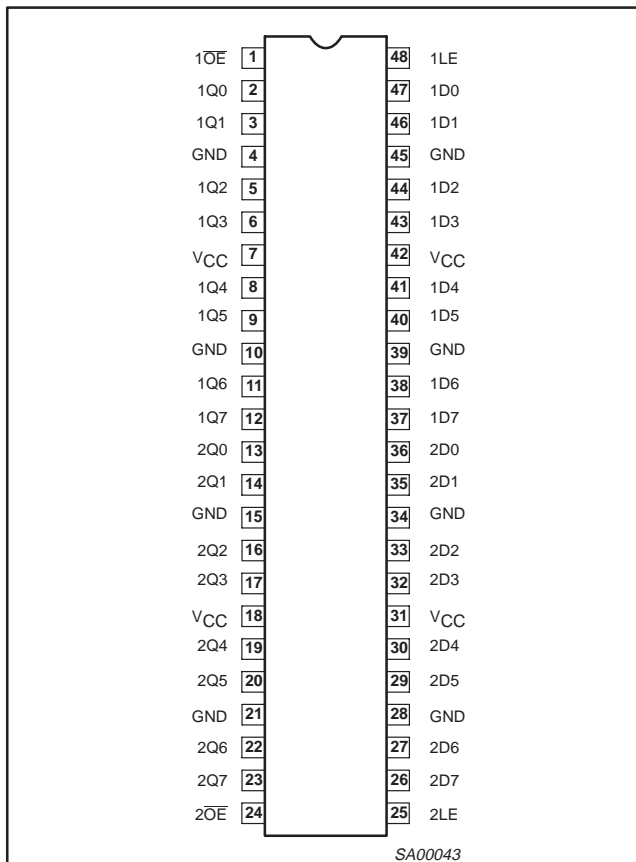 1O̅E̅ 1 48 1LE
1Q0 2 47 1D0
1Q1 3 46 1D1
GND 4 45 GND
1Q2 5 44 1D2
1Q3 6 43 1D3
VCC 7 42 VCC
1Q4 8 41 1D4
1Q5 9 40 1D5
GND 10 39 GND
1Q6 11 38 1D6
1Q7 12 37 1D7
2Q0 13 36 2D0
2Q1 14 35 2D1
GND 15 34 GND
2Q2 16 33 2D2
2Q3 17 32 2D3
VCC 18 31 VCC
2Q4 19 30 2D4
2Q5 20 29 2D5
GND 21 28 GND
2Q6 22 27 2D6
2Q7 23 26 2D7
2O̅E̅ 24 25 2LE
SA00043